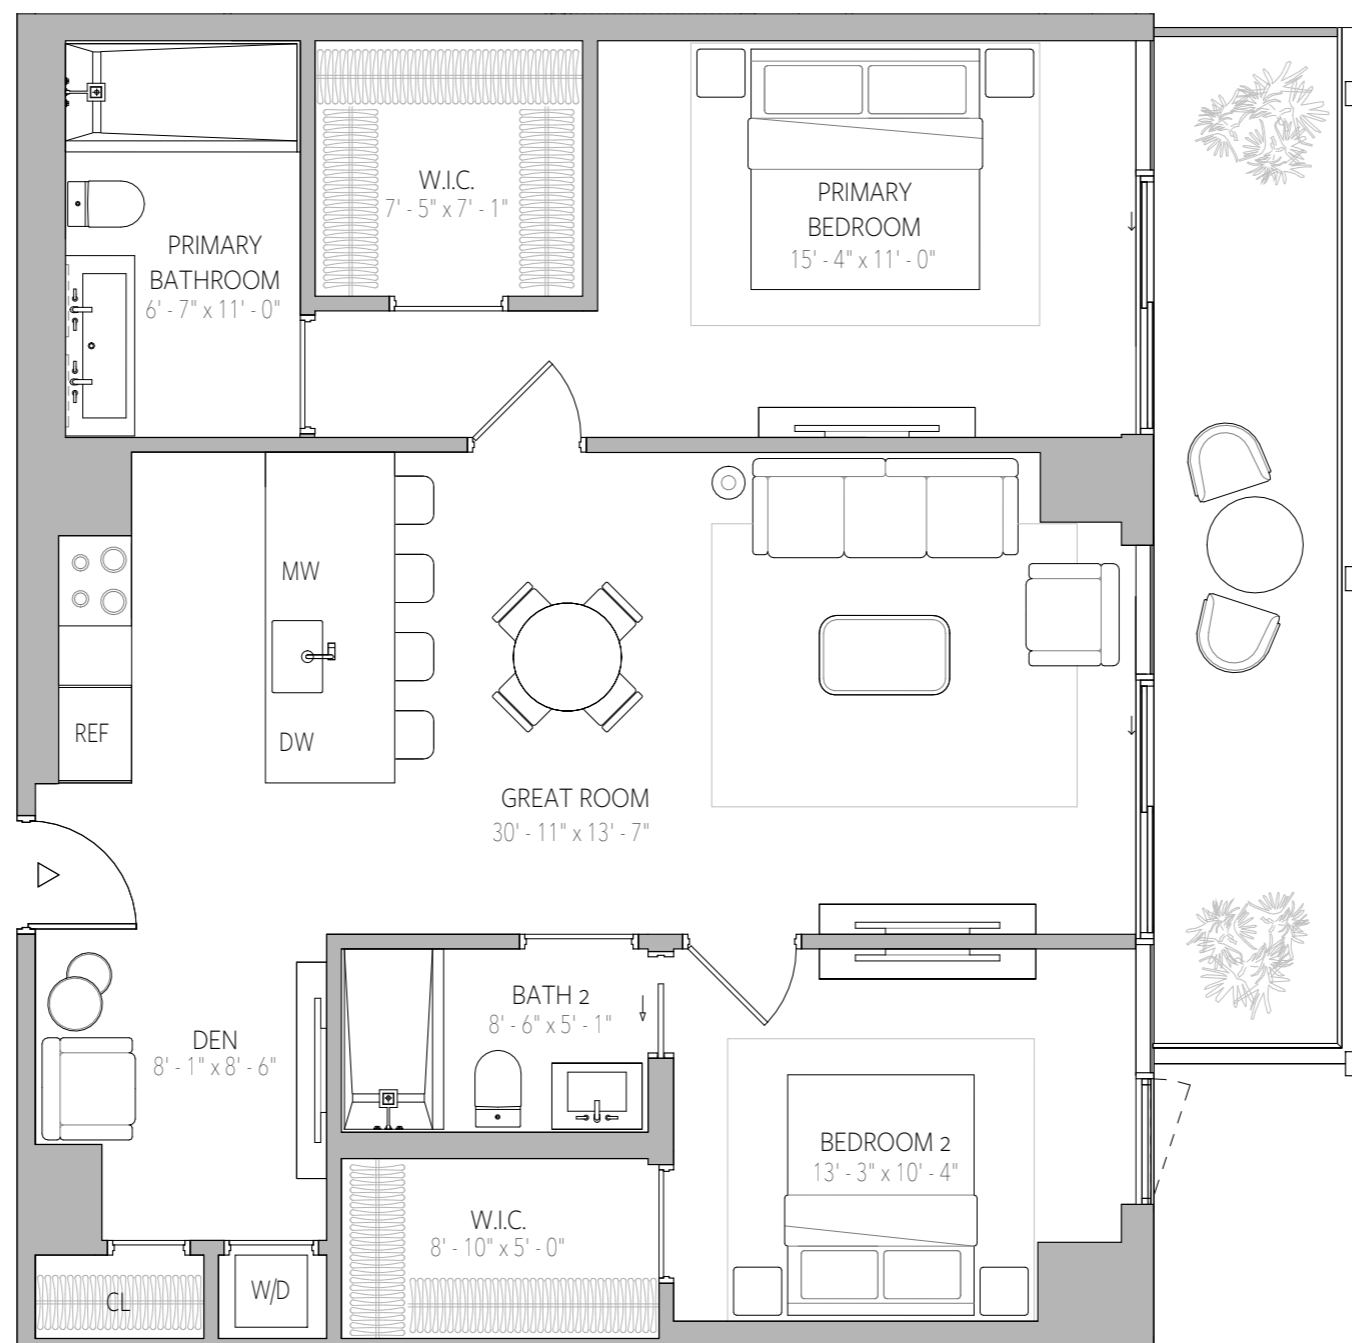 W.I.C.
7' - 5" x 7' - 1"
PRIMARY
BEDROOM
15' - 4" x 11' - 0"
PRIMARY
BATHROOM
6' - 7" x 11' - 0"
MW
REF
DW
GREAT ROOM
30' - 11" x 13' - 7"
BATH 2
8' - 6" x 5' - 1"
DEN
8' - 1" x 8' - 6"
BEDROOM 2
13' - 3" x 10' - 4"
W.I.C.
8' - 10" x 5' - 0"
CL
W/D